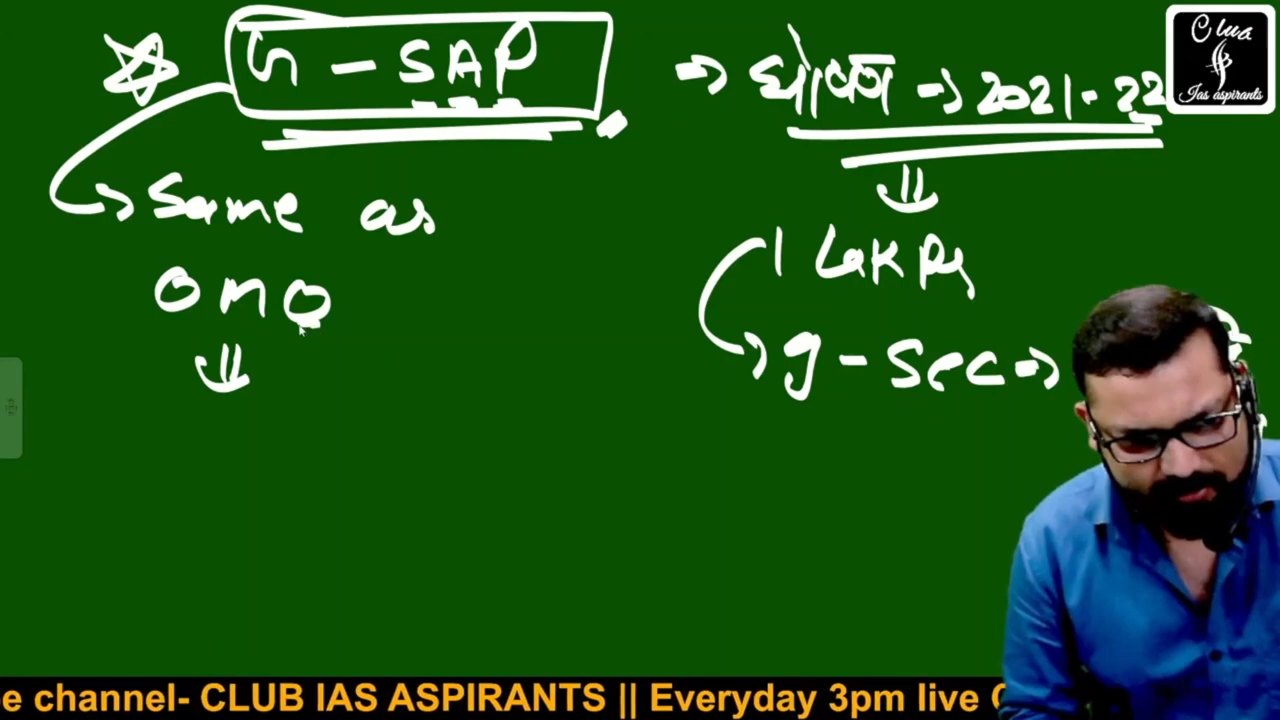 G - SAP
⇒ घोषणा → 2021-22
Same as
OMO
1 Lak Rs
g - Sec ⇒
Club
Ias aspirants
e channel- CLUB IAS ASPIRANTS || Everyday 3pm live